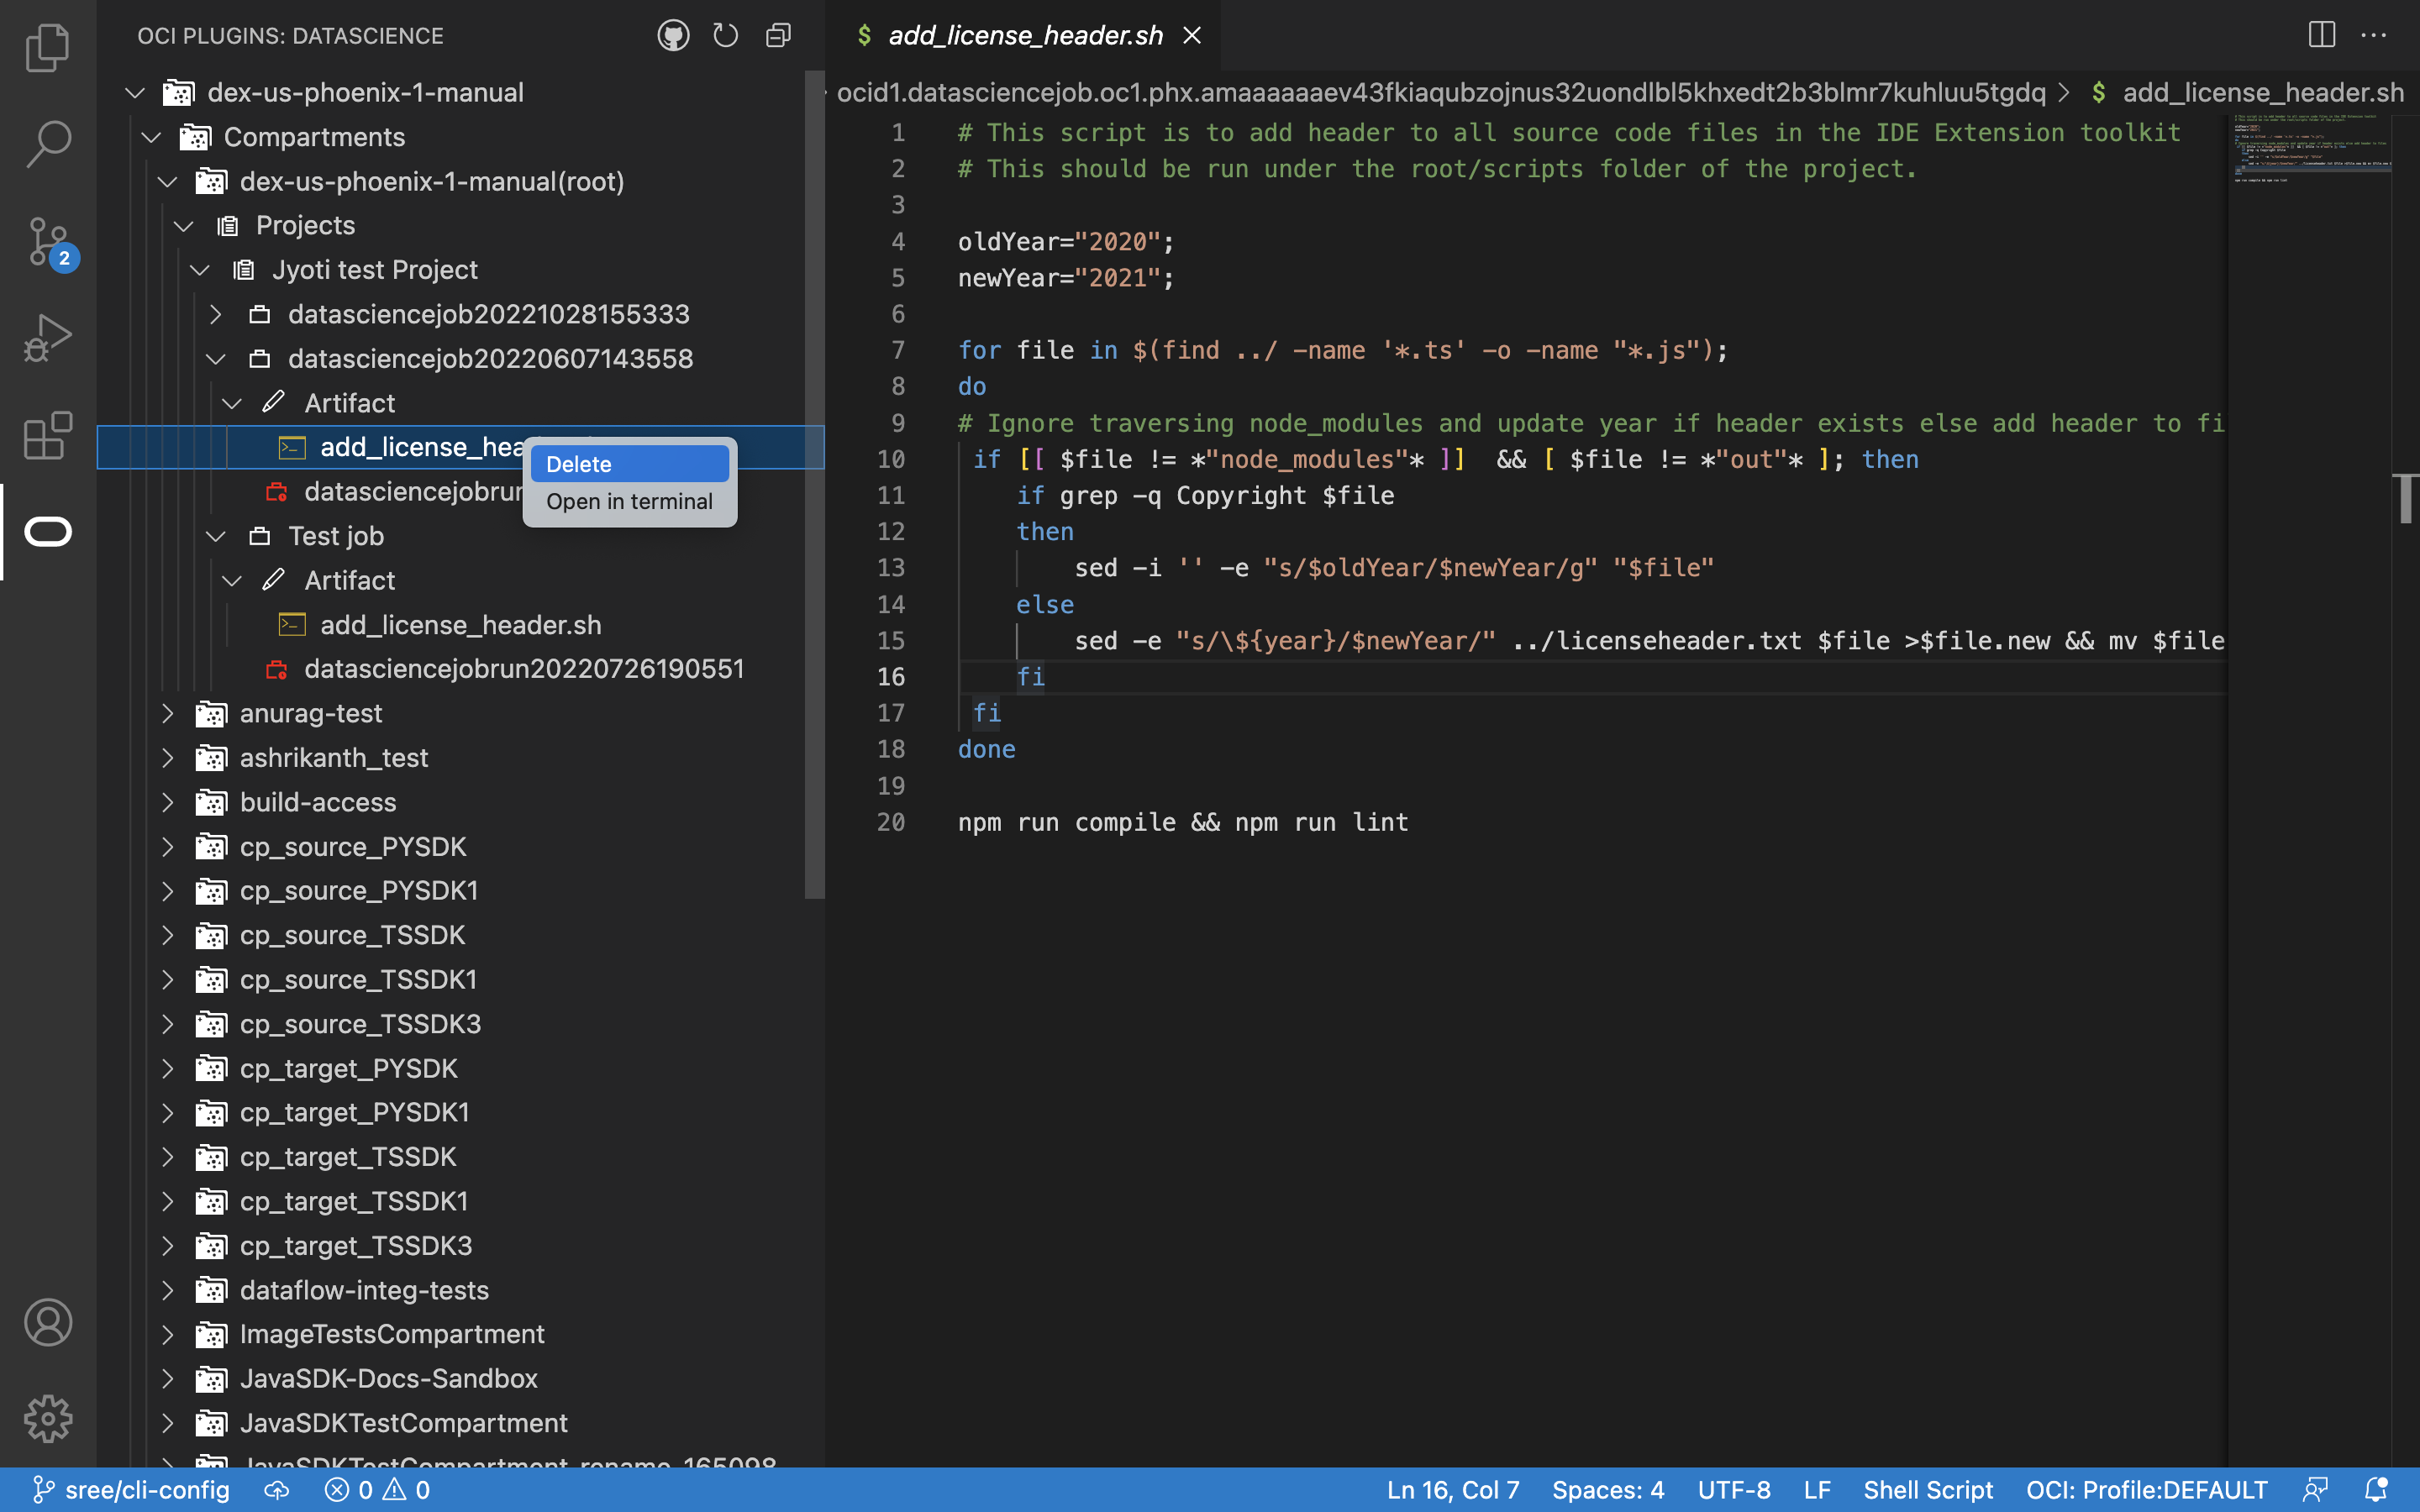 OCI PLUGINS: DATASCIENCE
dex-us-phoenix-1-manual
Compartments
dex-us-phoenix-1-manual(root)
Projects
Jyoti test Project
datasciencejob20221028155333
datasciencejob20220607143558
Artifact
add_license_hea
datasciencejobrun
Delete
Open in terminal
Test job
Artifact
add_license_header.sh
datasciencejobrun20220726190551
anurag-test
ashrikanth_test
build-access
cp_source_PYSDK
cp_source_PYSDK1
cp_source_TSSDK
cp_source_TSSDK1
cp_source_TSSDK3
cp_target_PYSDK
cp_target_PYSDK1
cp_target_TSSDK
cp_target_TSSDK1
cp_target_TSSDK3
dataflow-integ-tests
ImageTestsCompartment
JavaSDK-Docs-Sandbox
JavaSDKTestCompartment
JavaSDKTestCompartment_rename_165098
2
$ add_license_header.sh
ocid1.datasciencejob.oc1.phx.amaaaaaaev43fkiaqubzojnus32uondlbl5khxedt2b3blmr7kuhluu5tgdq > $ add_license_header.sh
1 # This script is to add header to all source code files in the IDE Extension toolkit
2 # This should be run under the root/scripts folder of the project.
3
4 oldYear="2020";
5 newYear="2021";
6
7 for file in $(find ../ -name '*.ts' -o -name "*.js");
8 do
9 # Ignore traversing node_modules and update year if header exists else add header to fi
10 if [[ $file != *"node_modules"* ]] && [ $file != *"out"* ]; then
11 if grep -q Copyright $file
12 then
13 sed -i '' -e "s/$oldYear/$newYear/g" "$file"
14 else
15 sed -e "s/\${year}/$newYear/" ../licenseheader.txt $file >$file.new && mv $file
16 fi
17 fi
18 done
19
20 npm run compile && npm run lint
sree/cli-config 0 0 Ln 16, Col 7 Spaces: 4 UTF-8 LF Shell Script OCI: Profile:DEFAULT